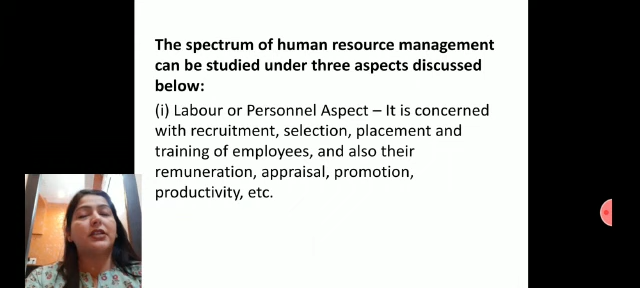 The spectrum of human resource management
can be studied under three aspects discussed
below:
(i) Labour or Personnel Aspect – It is concerned
with recruitment, selection, placement and
training of employees, and also their
remuneration, appraisal, promotion,
productivity, etc.